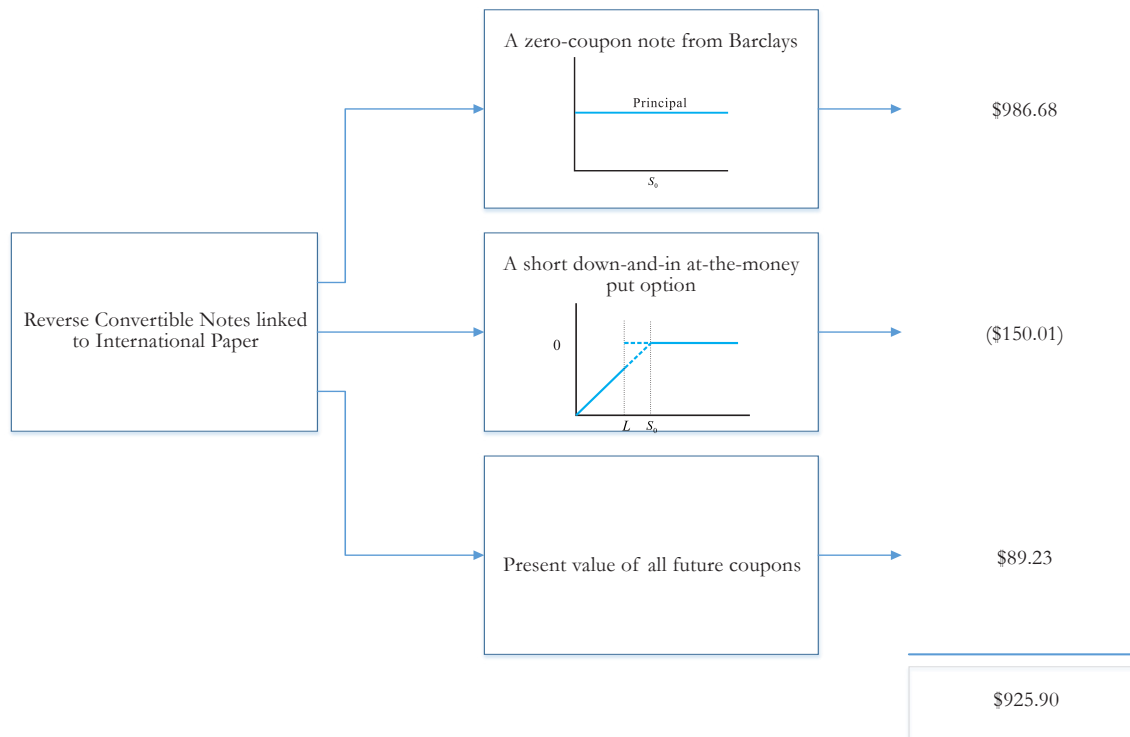 A zero-coupon note from Barclays
Principal
S₀
$986.68
Reverse Convertible Notes linked
to International Paper
A short down-and-in at-the-money
put option
0
L S₀
($150.01)
Present value of all future coupons
$89.23
$925.90